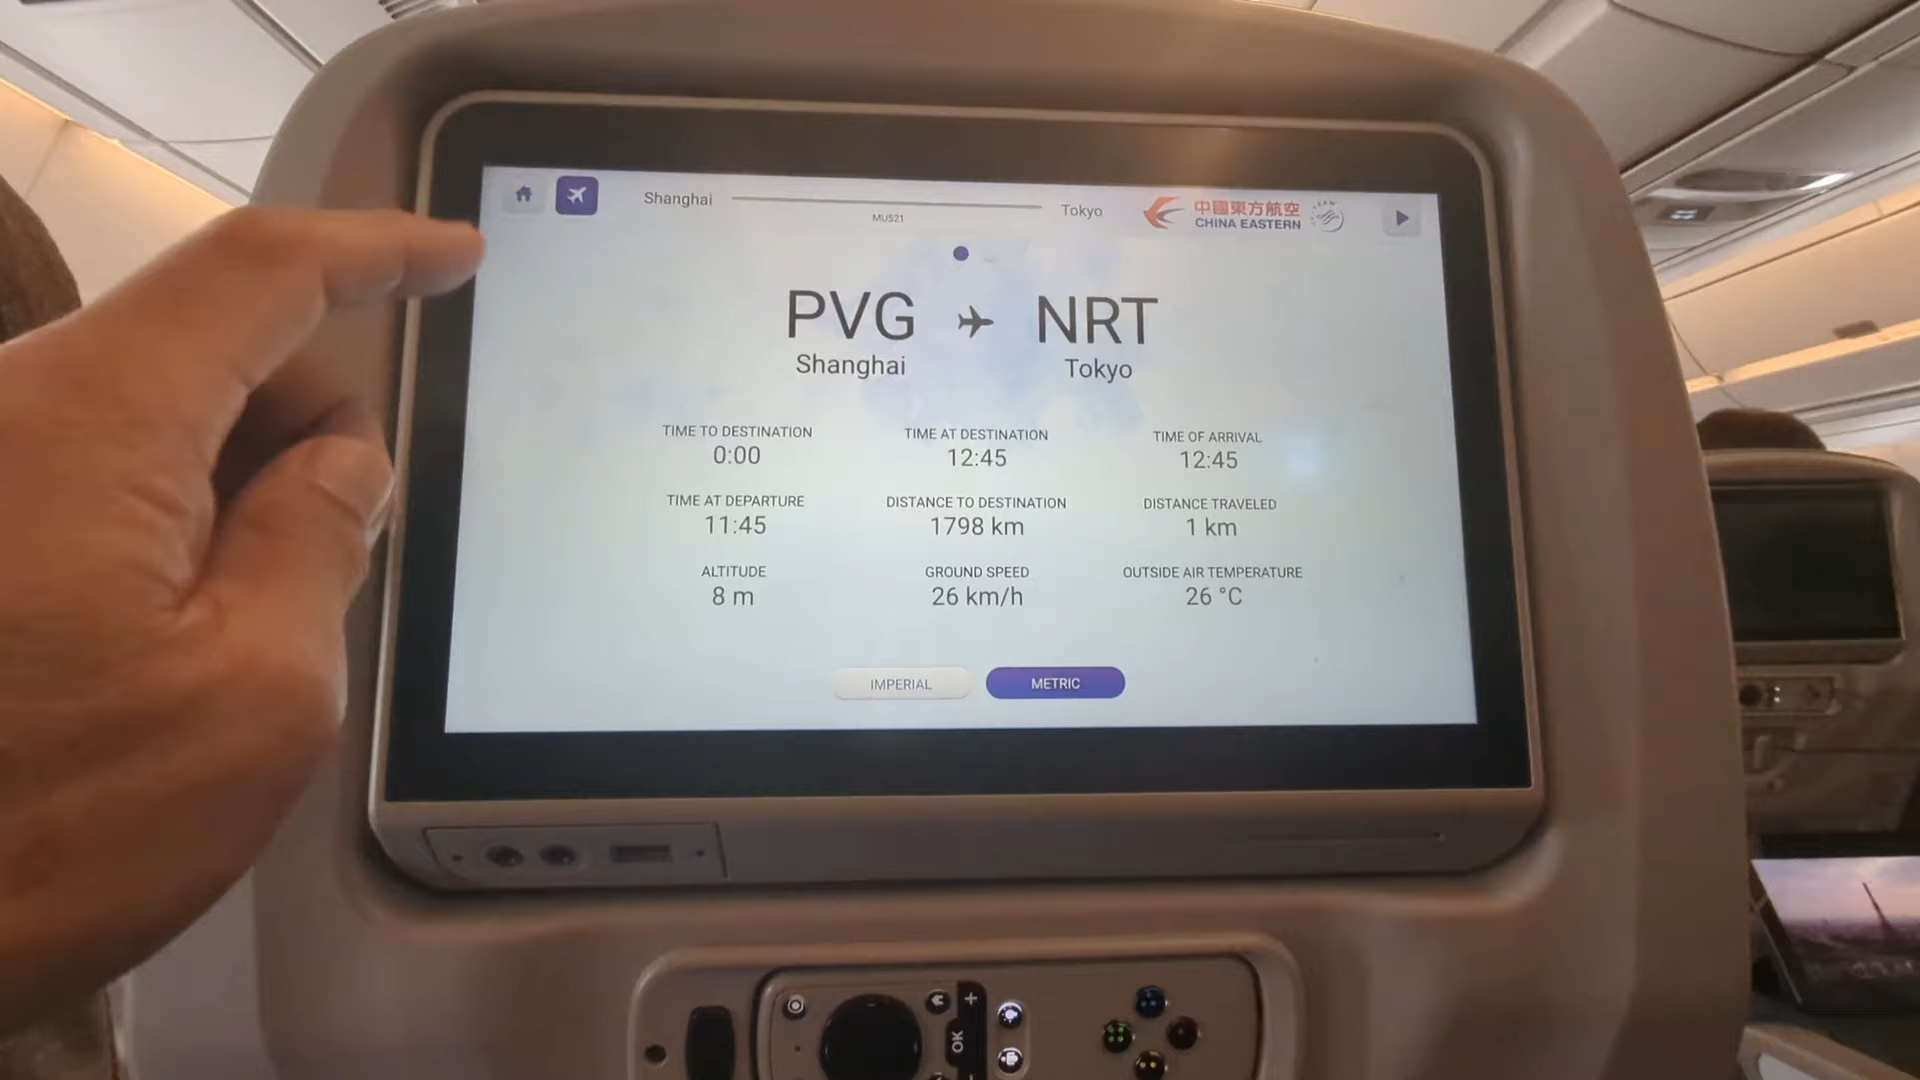 Shanghai
MU521
Tokyo
中國東方航空
CHINA EASTERN
PVG
NRT
Shanghai
Tokyo
TIME TO DESTINATION
0:00
TIME AT DESTINATION
12:45
TIME OF ARRIVAL
12:45
TIME AT DEPARTURE
11:45
DISTANCE TO DESTINATION
1798 km
DISTANCE TRAVELED
1 km
ALTITUDE
8 m
GROUND SPEED
26 km/h
OUTSIDE AIR TEMPERATURE
26 °C
IMPERIAL
METRIC
OK